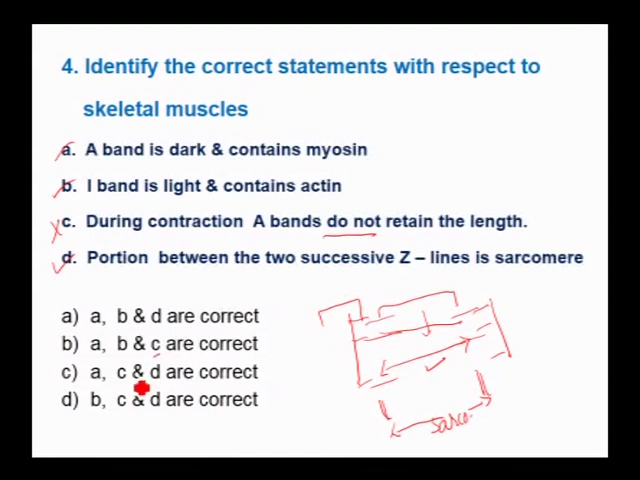 4. Identify the correct statements with respect to
skeletal muscles
a. A band is dark & contains myosin
b. I band is light & contains actin
c. During contraction A bands do not retain the length.
d. Portion between the two successive Z – lines is sarcomere
a) a, b & d are correct
b) a, b & c are correct
c) a, c & d are correct
d) b, c & d are correct
sarco.